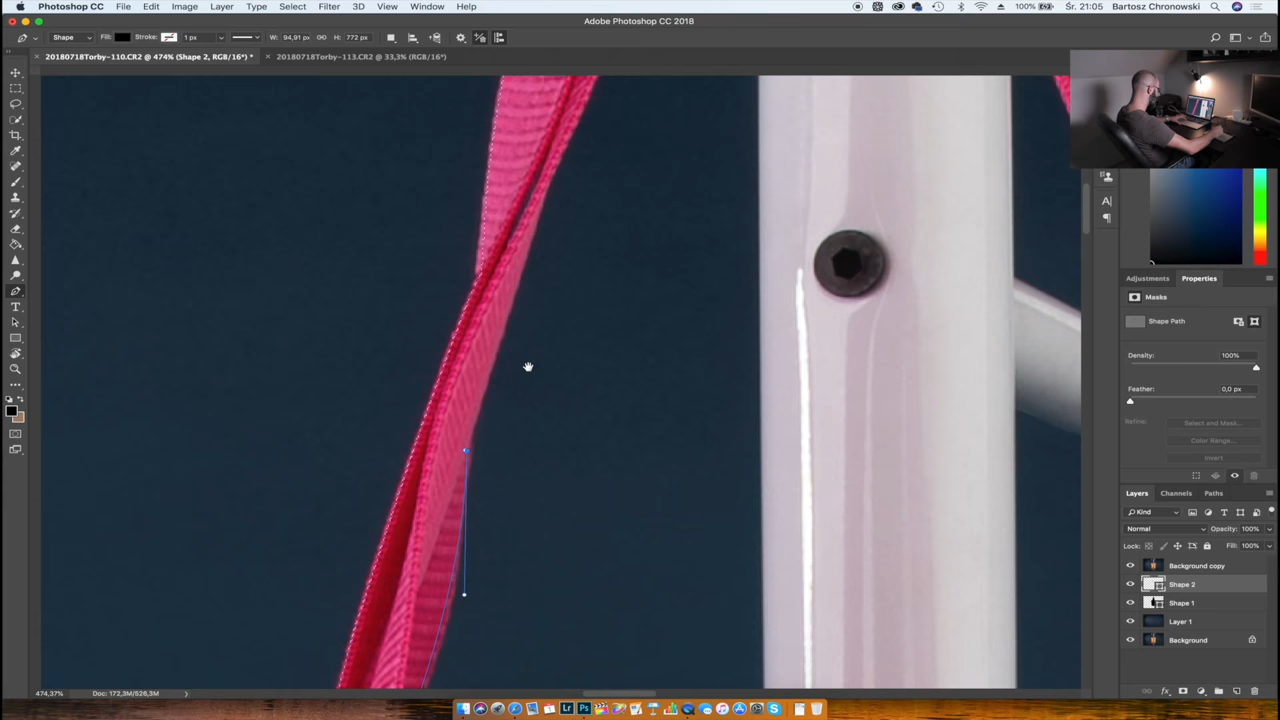 Photoshop CC File Edit Image Layer Type Select Filter 3D View Window Help 100% Śr. 21:05 Bartosz Chronowski
Adobe Photoshop CC 2018
Shape Fill: Stroke: 1 px W: 94,91 px H: 772 px
20180718Torby-110.CR2 @ 474% (Shape 2, RGB/16*) * 20180718Torby-113.CR2 @ 33,3% (RGB/16*)
Adjustments Properties
Masks
Shape Path
Density: 100%
Feather: 0,0 px
Refine: Select and Mask...
Color Range...
Invert
Layers Channels Paths
Kind
Normal Opacity: 100%
Lock: Fill: 100%
Background copy
Shape 2
Shape 1
Layer 1
Background
474,37% Doc: 172,3M/526,3M